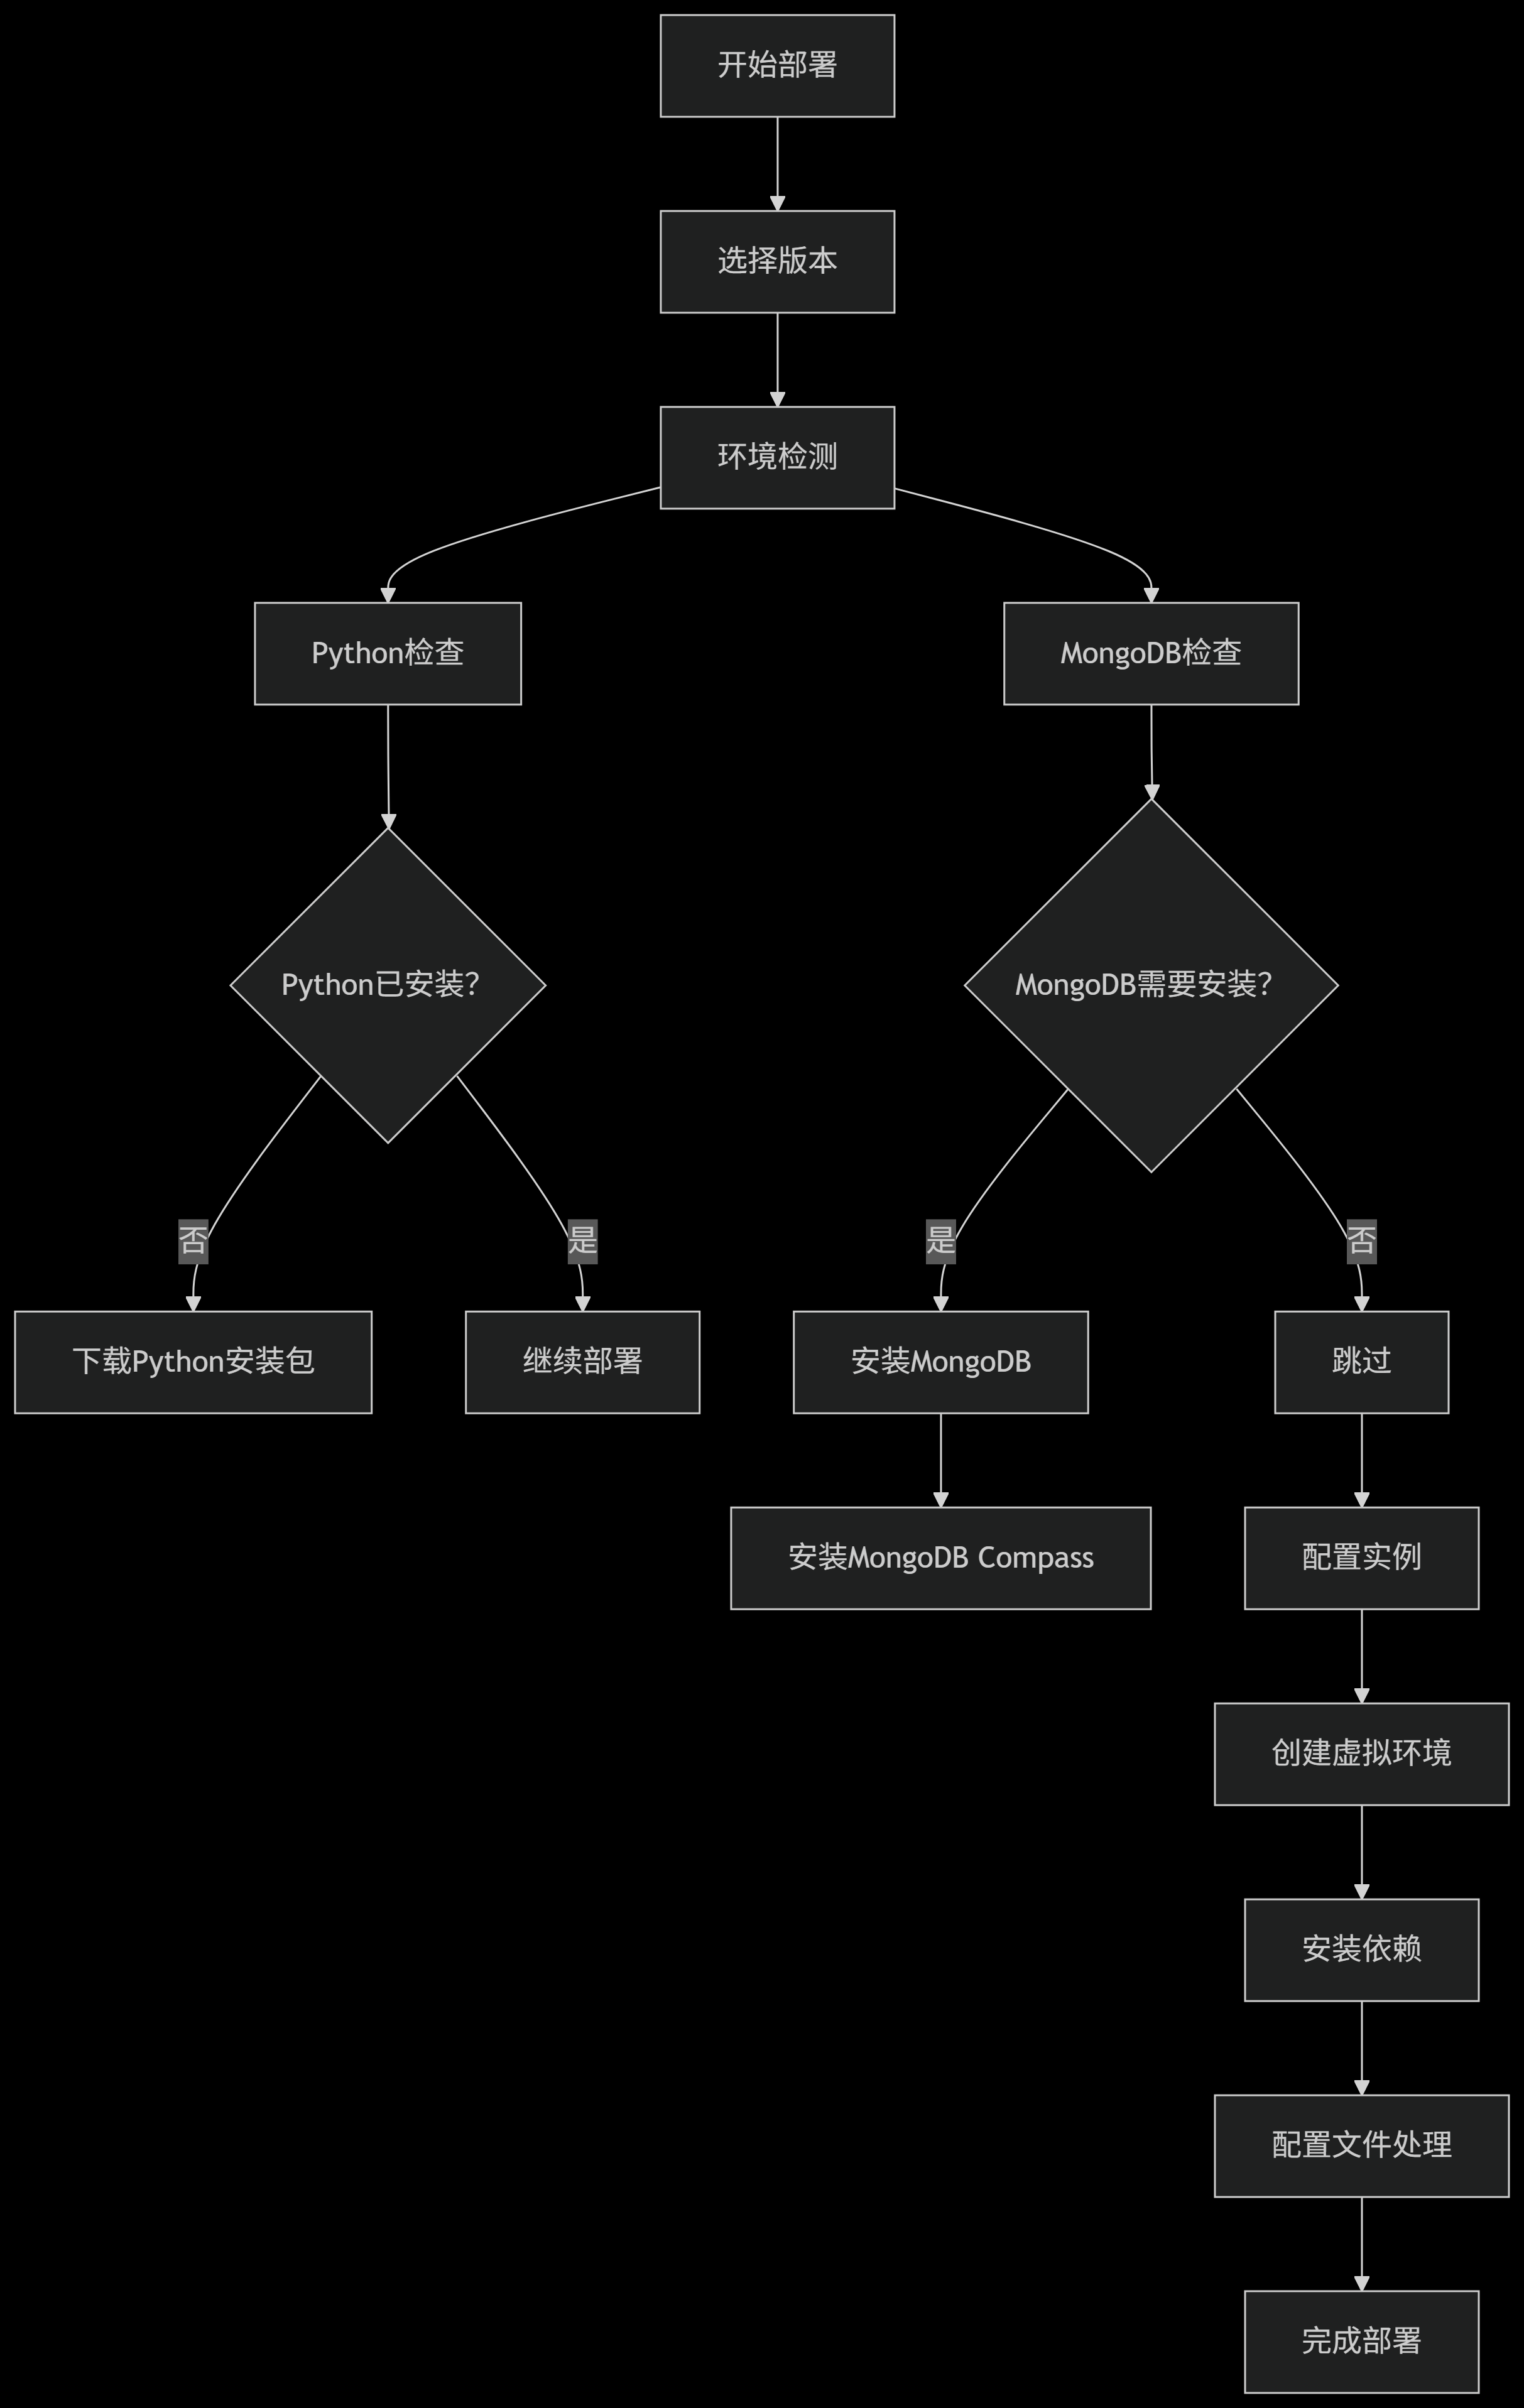 开始部署
选择版本
环境检测
Python检查
MongoDB检查
Python已安装？
MongoDB需要安装？
否
是
是
否
下载Python安装包
继续部署
安装MongoDB
跳过
安装MongoDB Compass
配置实例
创建虚拟环境
安装依赖
配置文件处理
完成部署